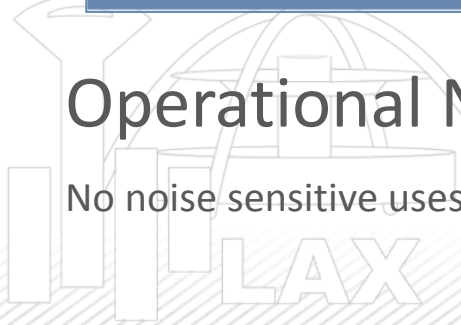 Operational N
No noise sensitive uses
LAX